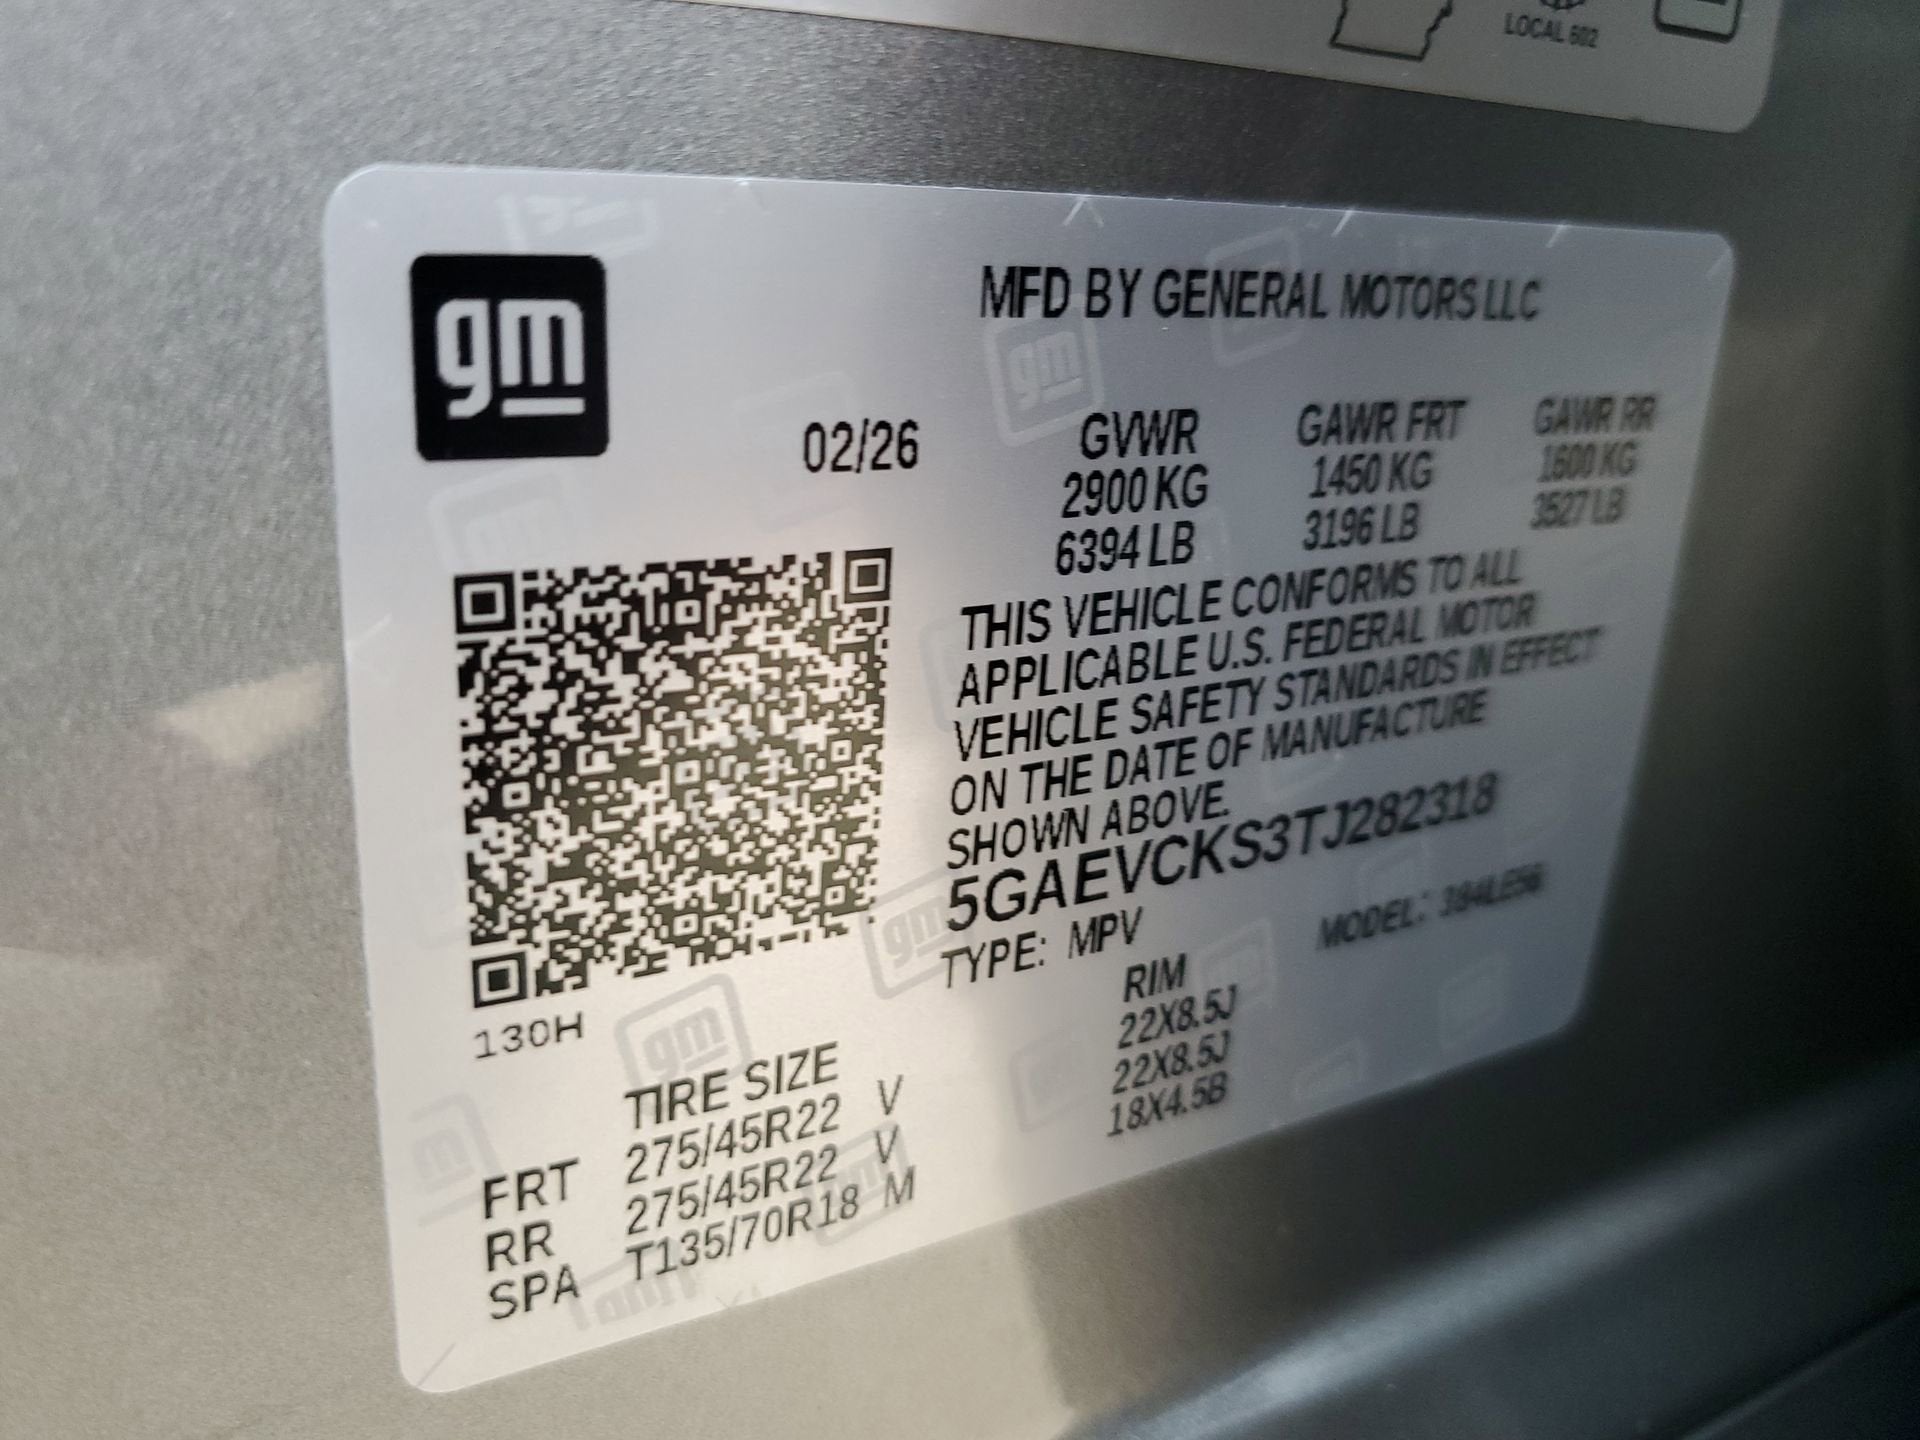 LOCAL 602
gm
MFD BY GENERAL MOTORS LLC
02/26
GVWR GAWR FRT GAWR RR
2900 KG 1450 KG 1600 KG
6394 LB 3196 LB 3527 LB
THIS VEHICLE CONFORMS TO ALL
APPLICABLE U.S. FEDERAL MOTOR
VEHICLE SAFETY STANDARDS IN EFFECT
ON THE DATE OF MANUFACTURE
SHOWN ABOVE.
5GAEVCKS3TJ282318
TYPE: MPV MODEL:
130H
TIRE SIZE RIM
FRT 275/45R22 V 22X8.5J
RR 275/45R22 V 22X8.5J
SPA T135/70R18 M 18X4.5B